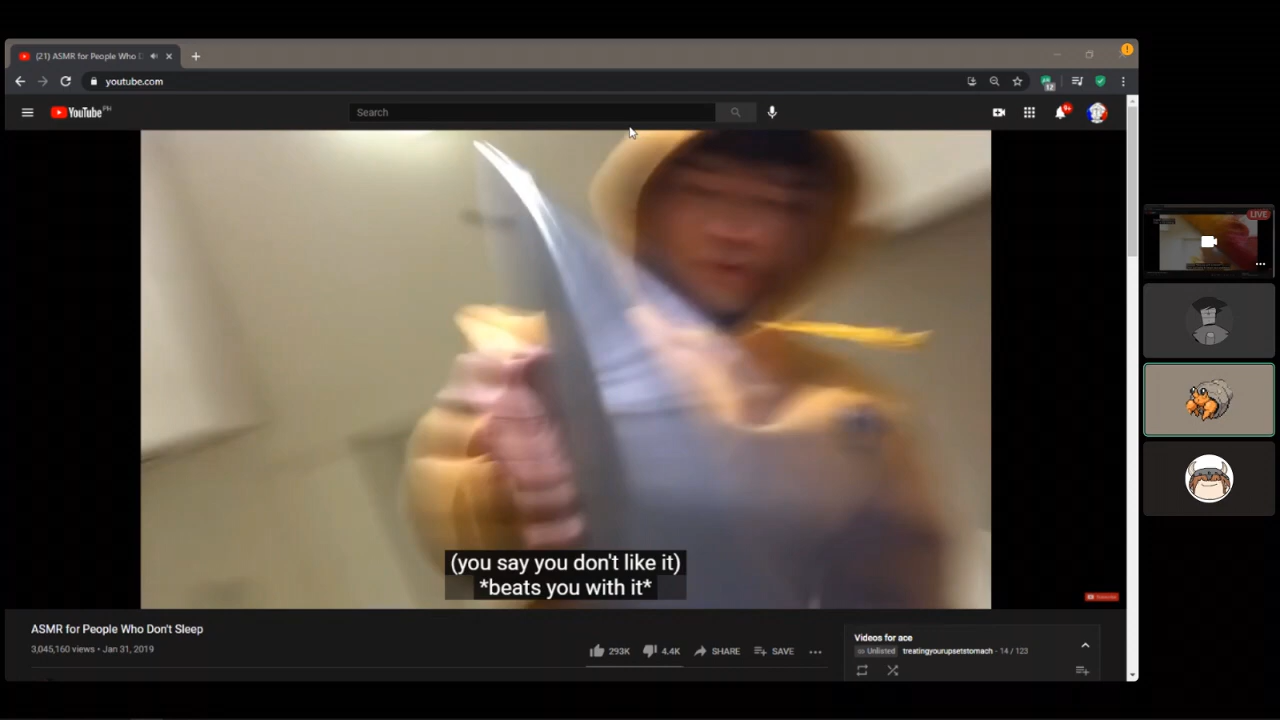 (21) ASMR for People Who D
youtube.com
12
YouTube PH
Search
9+
LIVE
(you say you don't like it)
*beats you with it*
ASMR for People Who Don't Sleep
3,045,160 views • Jan 31, 2019
293K
4.4K
SHARE
SAVE
Videos for ace
Unlisted treatingyourupsetstomach - 14 / 123